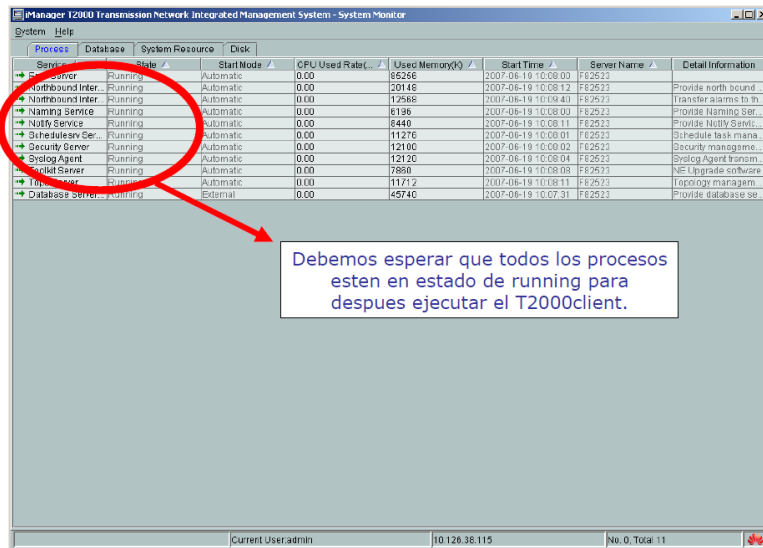 iManager T2000 Transmission Network Integrated Management System - System Monitor
System Help
Process Database System Resource Disk
Service State Start Mode CPU Used Rate(... Used Memory(K) Start Time Server Name Detail Information
Server Running Automatic 0.00 85266 2007-06-19 10:08:00 F82523
Northbound Inter... Running Automatic 0.00 20148 2007-06-19 10:08:12 F82523 Provide north bound ...
Northbound Inter... Running Automatic 0.00 12568 2007-06-19 10:09:40 F82523 Transfer alarms to th...
Naming Service Running Automatic 0.00 6196 2007-06-19 10:08:00 F82523 Provide Naming Ser...
Notify Service Running Automatic 0.00 8440 2007-06-19 10:08:11 F82523 Provide Notify Servic...
Schedulesrv Ser... Running Automatic 0.00 11276 2007-06-19 10:08:01 F82523 Schedule task mana...
Security Server Running Automatic 0.00 12100 2007-06-19 10:08:02 F82523 Security manageme...
Syslog Agent Running Automatic 0.00 12120 2007-06-19 10:08:04 F82523 Syslog Agent transm...
Toolkit Server Running Automatic 0.00 7860 2007-06-19 10:08:08 F82523 NE Upgrade software
Running Automatic 0.00 11712 2007-06-19 10:08:11 F82523 Topology managem...
Database Server... Running External 0.00 45740 2007-06-19 10:07:31 F82523 Provide database se...
Debemos esperar que todos los procesos
esten en estado de running para
despues ejecutar el T2000client.
Current User:admin 10.126.38.115 No. 0, Total 11